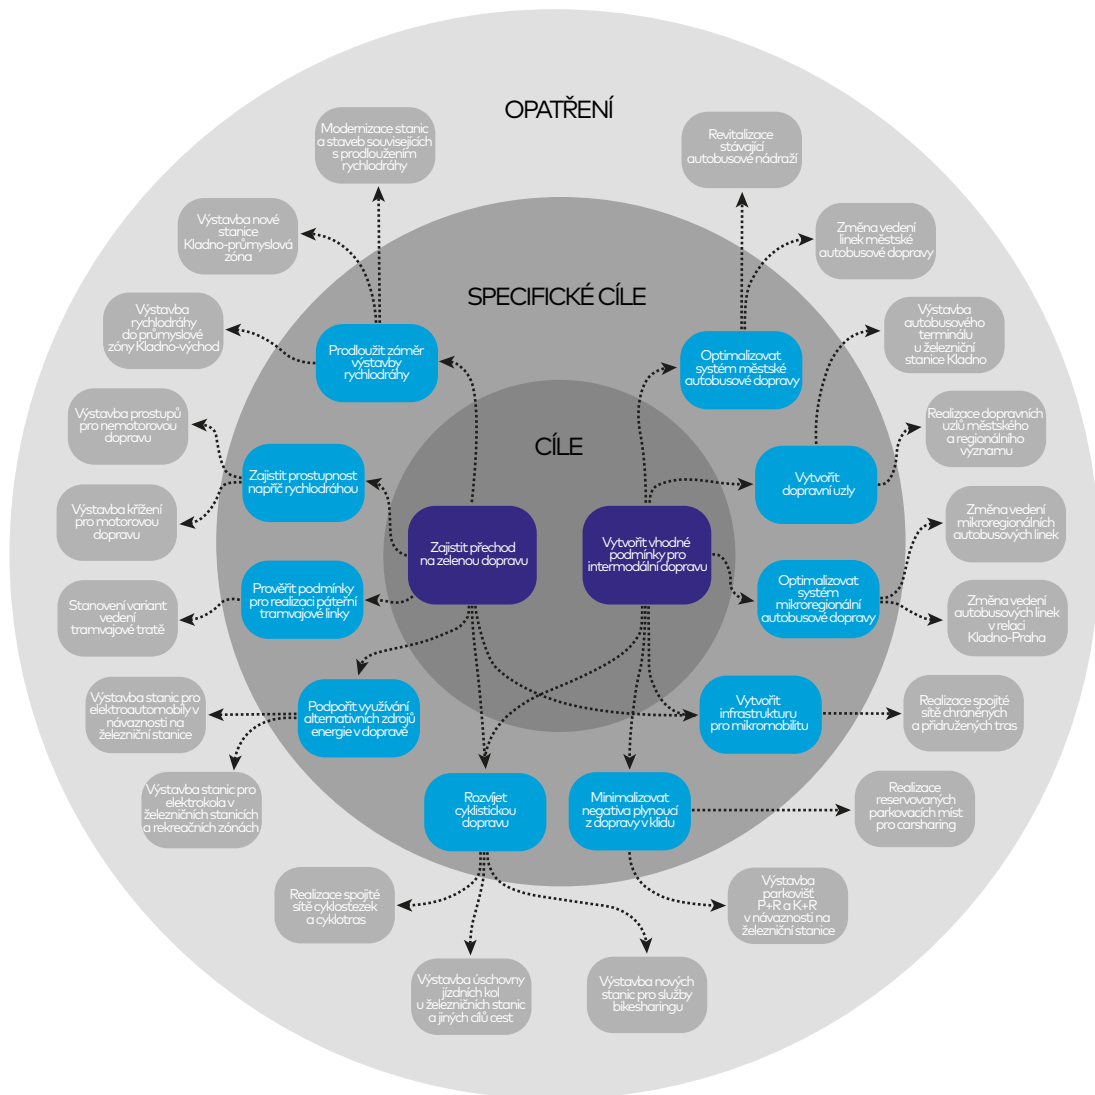 OPATŘENÍ
Modernizace stanic
a staveb souvisejících
s prodloužením
rychlodráhy
Revitalizace
stávající
autobusové nádraží
Výstavba nové
stanice
Kladno-průmyslová
zóna
Změna vedení
linek městské
autobusové dopravy
SPECIFICKÉ CÍLE
Výstavba
rychlodráhy
do průmyslové
zóny Kladno-východ
Prodloužit záměr
výstavby
rychlodráhy
Optimalizovat
systém městské
autobusové dopravy
Výstavba
autobusového
terminálu
u železniční
stanice Kladno
Výstavba prostupů
pro nemotorovou
dopravu
CÍLE
Realizace dopravních
uzlů městského
a regionálního
významu
Zajistit prostupnost
napříč rychlodráhou
Vytvořit
dopravní uzly
Výstavba křížení
pro motorovou
dopravu
Zajistit přechod
na zelenou dopravu
Vytvořit vhodné
podmínky pro
intermodální dopravu
Změna vedení
mikroregionálních
autobusových linek
Stanovení variant
vedení
tramvajové tratě
Prověřit podmínky
pro realizaci páteřní
tramvajové linky
Optimalizovat
systém
mikroregionální
autobusové dopravy
Změna vedení
autobusových linek
v relaci
Kladno-Praha
Výstavba stanic pro
elektroautomobily v
návaznosti na
železniční stanice
Podpořit využívání
alternativních zdrojů
energie v dopravě
Vytvořit
infrastrukturu
pro mikromobilitu
Realizace spojité
sítě chráněných
a přidružených tras
Výstavba stanic pro
elektrokola v
železničních stanicích
a rekreačních zónách
Rozvíjet
cyklistickou
dopravu
Minimalizovat
negativa plynoucí
z dopravy v klidu
Realizace
reservovaných
parkovacích míst
pro carsharing
Realizace spojité
sítě cyklostezek
a cyklotras
Výstavba
parkovišť
P+R a K+R
v návaznosti na
železniční stanice
Výstavba úschovny
jízdních kol
u železničních stanic
a jiných cílů cest
Výstavba nových
stanic pro služby
bikesharingu